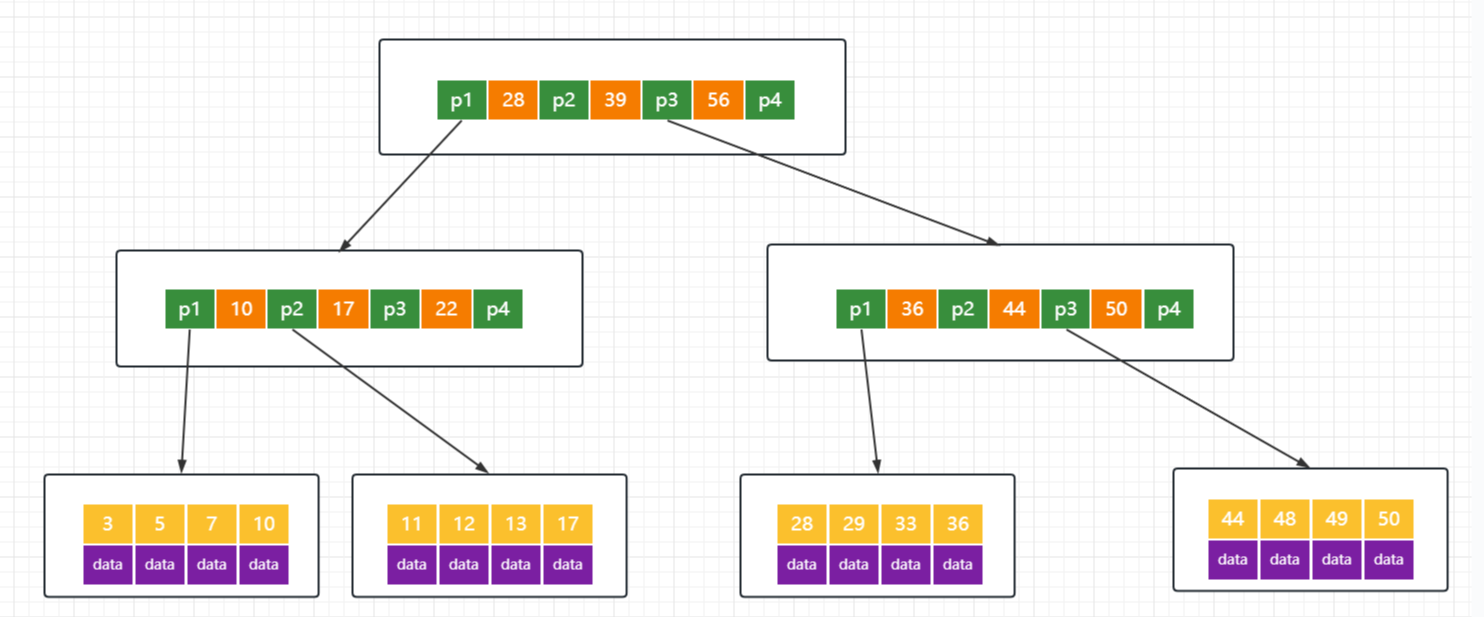 p1 28 p2 39 p3 56 p4
p1 10 p2 17 p3 22 p4
p1 36 p2 44 p3 50 p4
3 5 7 10
data data data data
11 12 13 17
data data data data
28 29 33 36
data data data data
44 48 49 50
data data data data